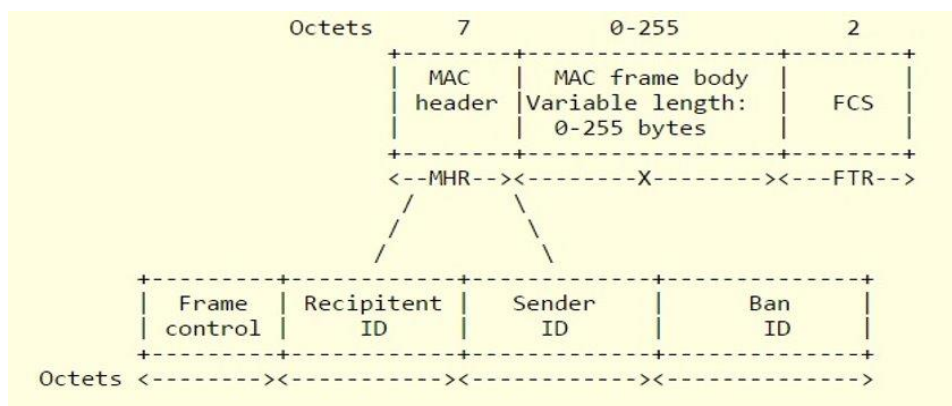 Octets 7 0-255 2
MAC header MAC frame body Variable length: 0-255 bytes FCS
<--MHR--><--------X--------><---FTR-->
Frame control Recipitent ID Sender ID Ban ID
Octets <--------><-----------><------------><-------------->